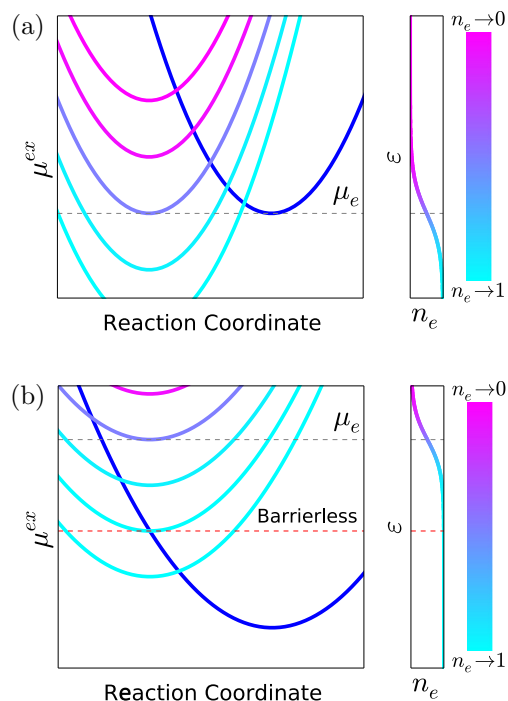 (a)
n_e→0
μ^ex
μ_e
ε
n_e→1
Reaction Coordinate
n_e
(b)
n_e→0
μ^ex
μ_e
Barrierless
ε
n_e→1
Reaction Coordinate
n_e